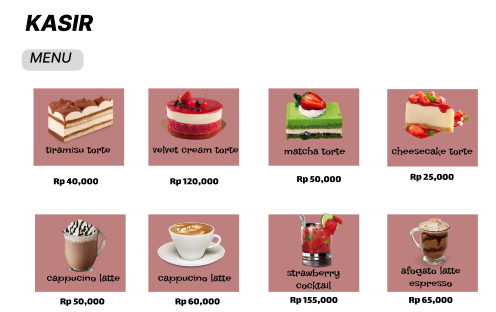 KASIR
MENU
tiramisu torte
velvet cream torte
matcha torte
cheesecake torte
Rp 40,000
Rp 120,000
Rp 50,000
Rp 25,000
cappucino latte
cappucino latte
strawberry
cocktail
afogato latte
espresso
Rp 50,000
Rp 60,000
Rp 155,000
Rp 65,000